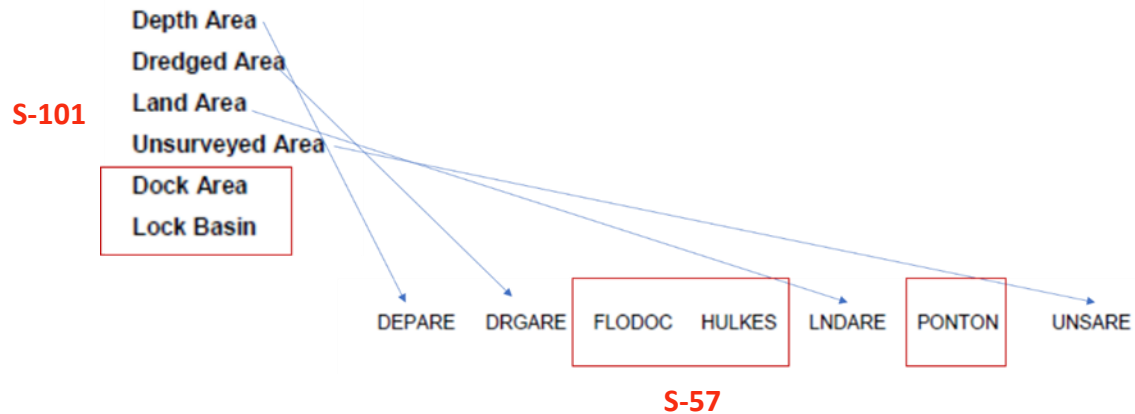 Depth Area
Dredged Area
Land Area
S-101
Unsurveyed Area
Dock Area
Lock Basin
DEPARE DRGARE FLODOC HULKES LNDARE PONTON UNSARE
S-57